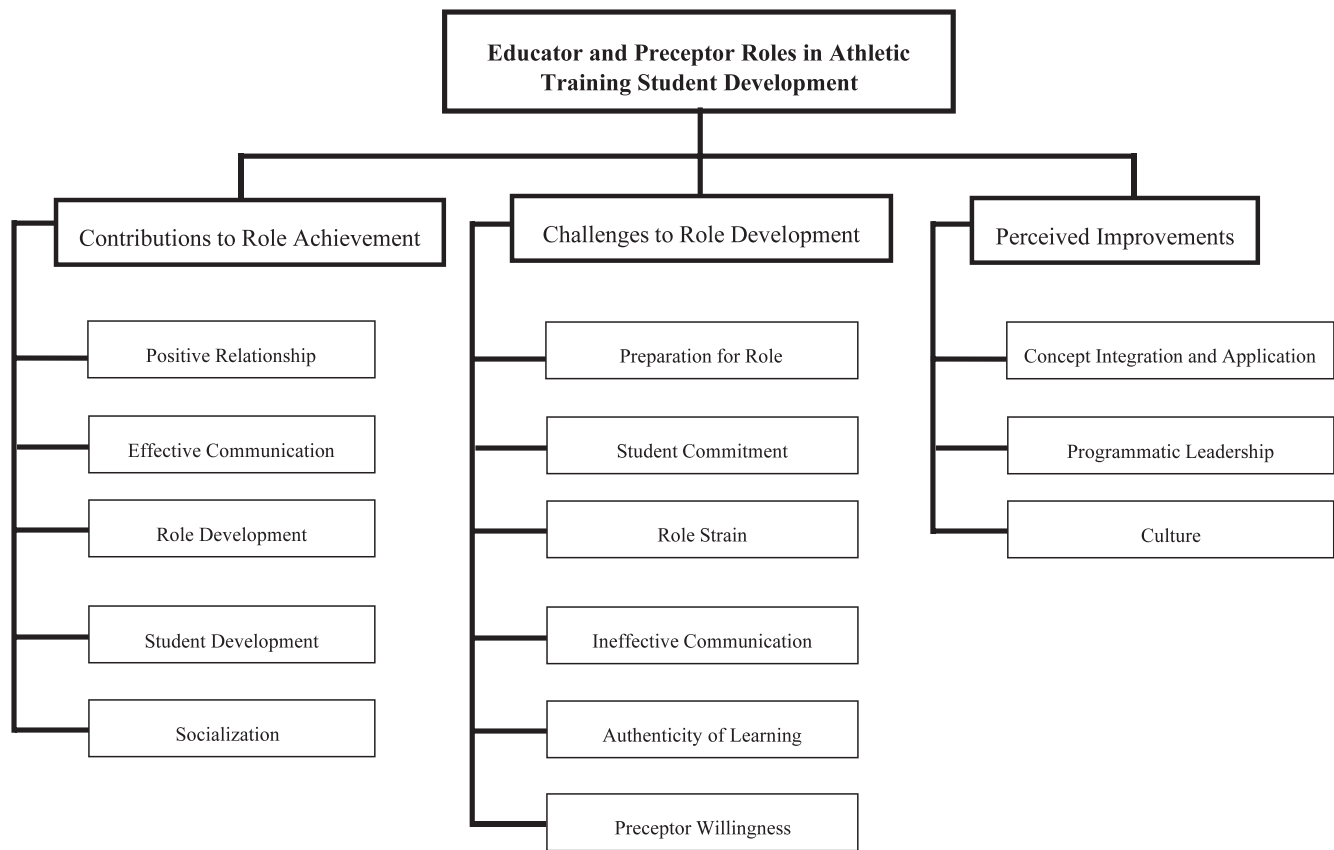 Educator and Preceptor Roles in Athletic
Training Student Development
Contributions to Role Achievement
Positive Relationship
Effective Communication
Role Development
Student Development
Socialization
Challenges to Role Development
Preparation for Role
Student Commitment
Role Strain
Ineffective Communication
Authenticity of Learning
Preceptor Willingness
Perceived Improvements
Concept Integration and Application
Programmatic Leadership
Culture